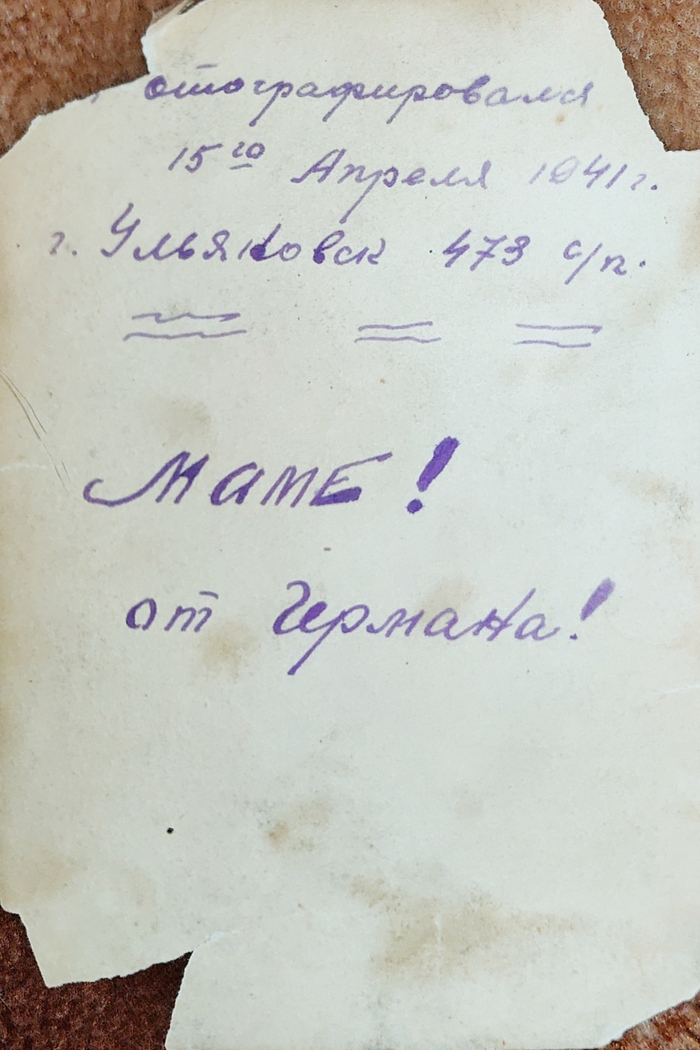 отографировался
15го Апреля 1941г.
г. Ульяновск 473 с/п.
Маме!
от Германа!